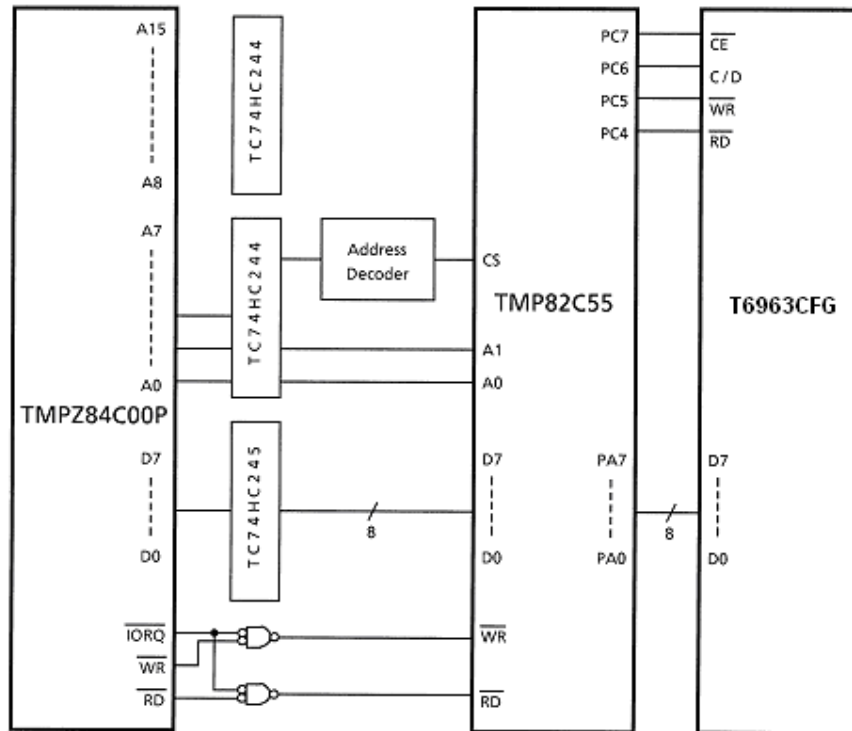 A15
A8
A7
A0
TMPZ84C00P
D7
D0
IORQ
WR
RD
TC74HC244
TC74HC244
TC74HC245
Address
Decoder
8
CS
TMP82C55
A1
A0
D7
D0
WR
RD
PC7
PC6
PC5
PC4
PA7
PA0
8
CE
C/D
WR
RD
T6963CFG
D7
D0